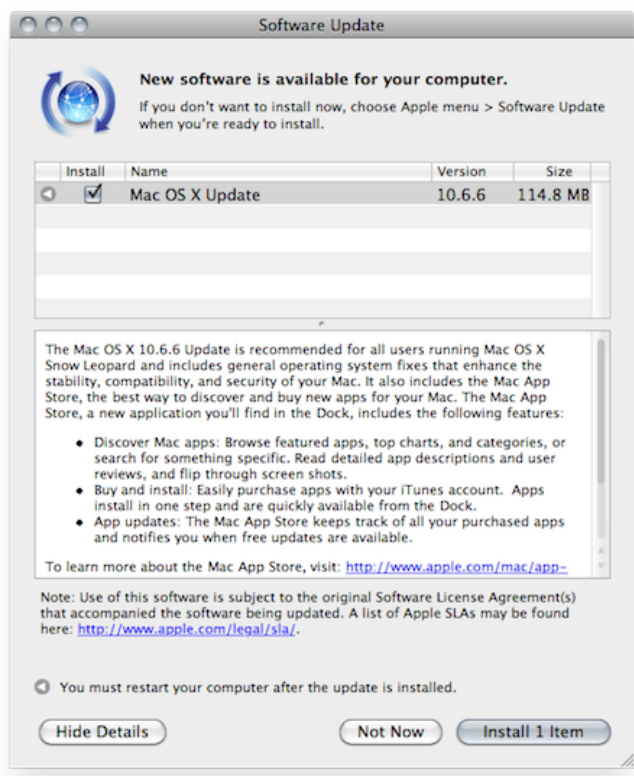 Software Update
New software is available for your computer.
If you don't want to install now, choose Apple menu > Software Update
when you're ready to install.
Install Name Version Size
Mac OS X Update 10.6.6 114.8 MB
The Mac OS X 10.6.6 Update is recommended for all users running Mac OS X
Snow Leopard and includes general operating system fixes that enhance the
stability, compatibility, and security of your Mac. It also includes the Mac App
Store, the best way to discover and buy new apps for your Mac. The Mac App
Store, a new application you'll find in the Dock, includes the following features:
• Discover Mac apps: Browse featured apps, top charts, and categories, or
search for something specific. Read detailed app descriptions and user
reviews, and flip through screen shots.
• Buy and install: Easily purchase apps with your iTunes account.  Apps
install in one step and are quickly available from the Dock.
• App updates: The Mac App Store keeps track of all your purchased apps
and notifies you when free updates are available.
To learn more about the Mac App Store, visit: http://www.apple.com/mac/app-
Note: Use of this software is subject to the original Software License Agreement(s)
that accompanied the software being updated. A list of Apple SLAs may be found
here: http://www.apple.com/legal/sla/.
You must restart your computer after the update is installed.
Hide Details Not Now Install 1 Item